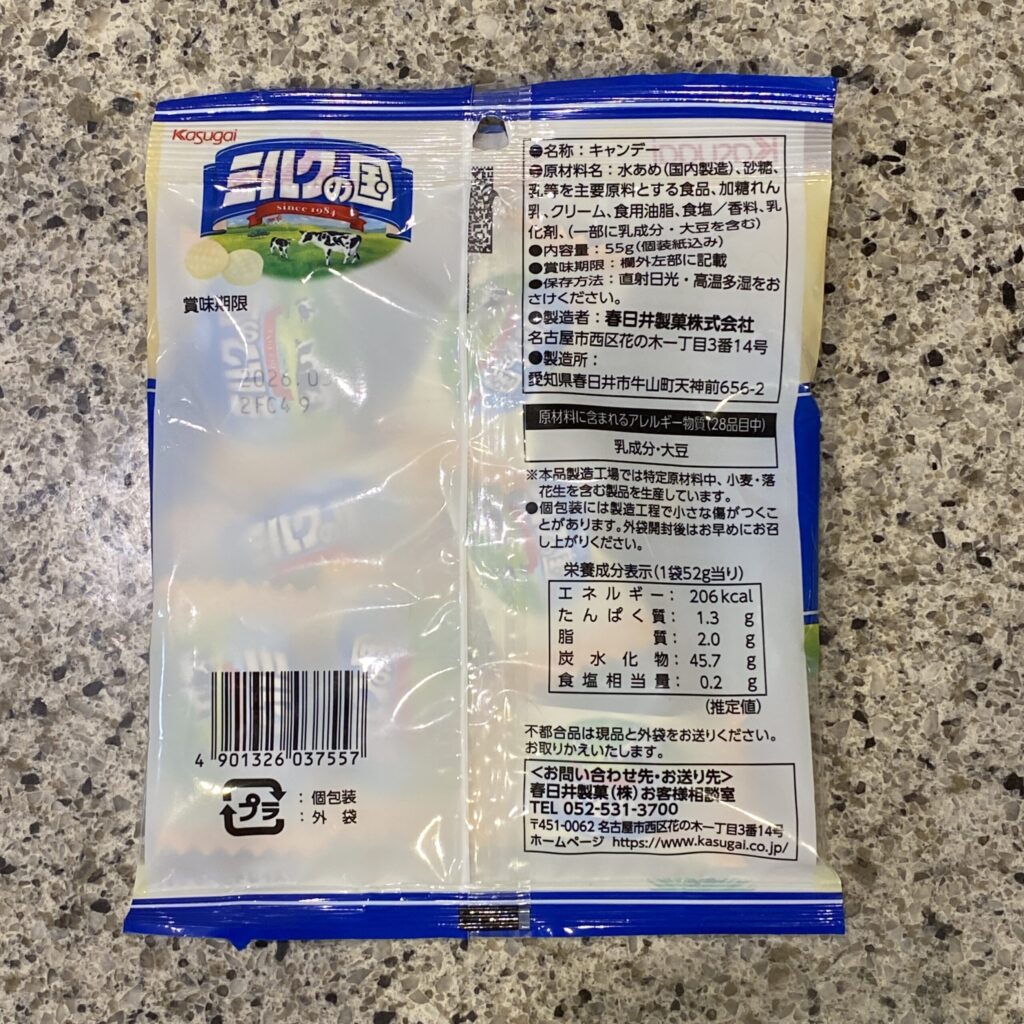 Kasugai
ミルクの国
since 1984
賞味期限
2026.03
2FC4 9
4 901326 037557
プラ
：個包装
：外 袋
●名称：キャンデー
●原材料名：水あめ（国内製造）、砂糖、
乳等を主要原料とする食品、加糖れん
乳、クリーム、食用油脂、食塩／香料、乳
化剤、（一部に乳成分・大豆を含む）
●内容量：55g（個装紙込み）
●賞味期限：欄外左部に記載
●保存方法：直射日光・高温多湿をお
さけください。
●製造者：春日井製菓株式会社
名古屋市西区花の木一丁目3番14号
●製造所：
愛知県春日井市牛山町天神前656-2
原材料に含まれるアレルギー物質（28品目中）
乳成分・大豆
※本品製造工場では特定原材料中、小麦・落
花生を含む製品を生産しています。
●個包装には製造工程で小さな傷がつくこ
とがあります。外袋開封後はお早めにお召
し上がりください。
栄養成分表示（1袋52g当り）
エネルギー：206kcal
たんぱく質：1.3 g
脂質：2.0 g
炭水化物：45.7 g
食塩相当量：0.2 g
（推定値）
不都合品は現品と外袋をお送りください。
お取りかえいたします。
＜お問い合わせ先・お送り先＞
春日井製菓（株）お客様相談室
TEL 052-531-3700
〒451-0062 名古屋市西区花の木一丁目3番14号
ホームページ https://www.kasugai.co.jp/